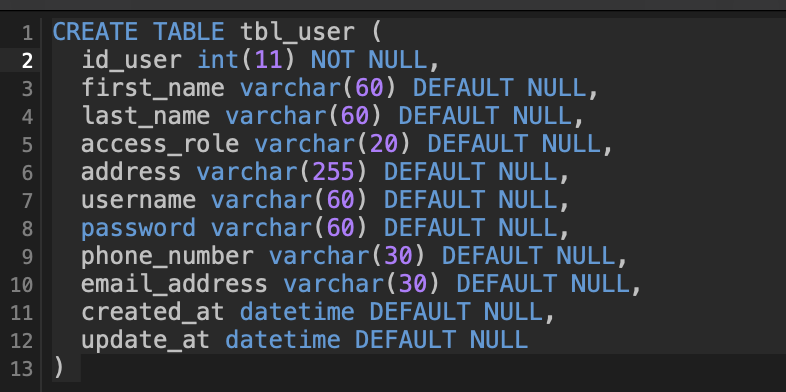 1 CREATE TABLE tbl_user (
2   id_user int(11) NOT NULL,
3   first_name varchar(60) DEFAULT NULL,
4   last_name varchar(60) DEFAULT NULL,
5   access_role varchar(20) DEFAULT NULL,
6   address varchar(255) DEFAULT NULL,
7   username varchar(60) DEFAULT NULL,
8   password varchar(60) DEFAULT NULL,
9   phone_number varchar(30) DEFAULT NULL,
10   email_address varchar(30) DEFAULT NULL,
11   created_at datetime DEFAULT NULL,
12   update_at datetime DEFAULT NULL
13 )